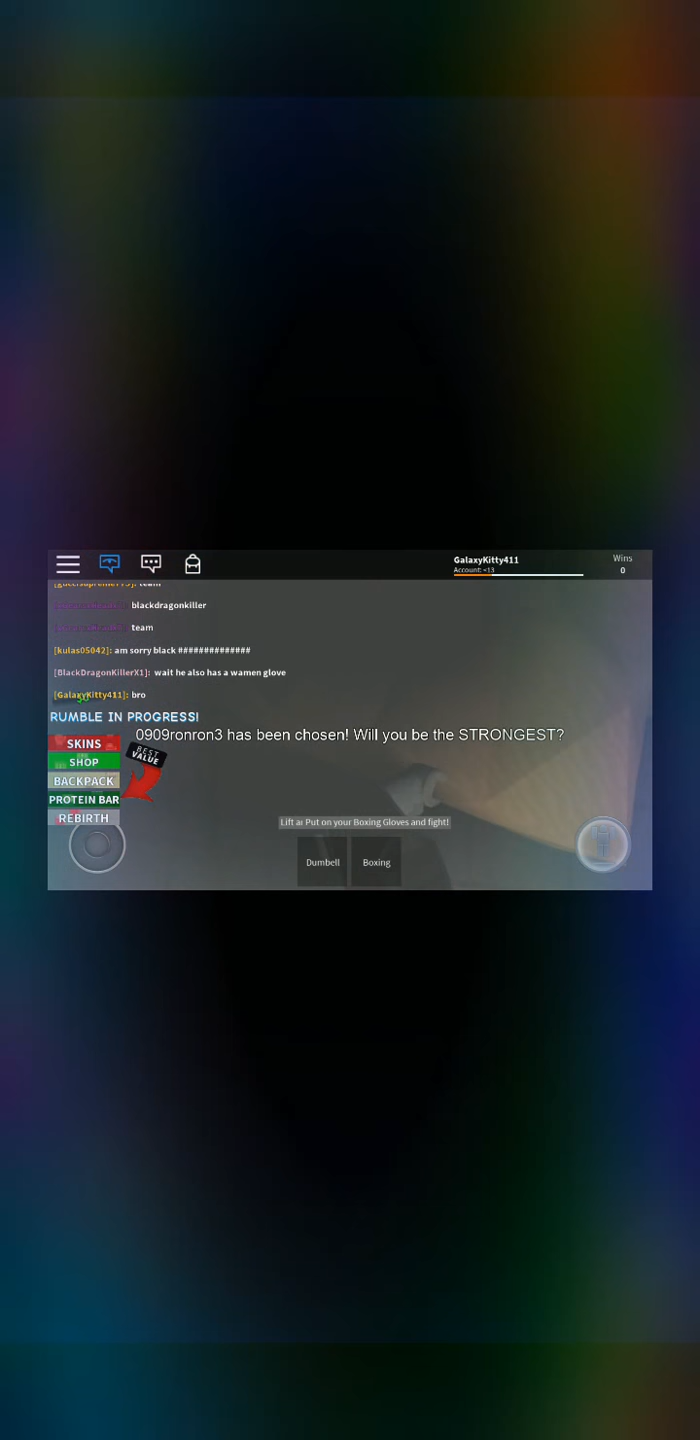 GalaxyKitty411
Account: <13
Wins
0
team
blackdragonkiller
team
[kulas05042]: am sorry black ##############
[BlackDragonKillerX1]: wait he also has a wamen glove
[GalaxyKitty411]: bro
RUMBLE IN PROGRESS!
0909ronron3 has been chosen! Will you be the STRONGEST?
SKINS
BEST VALUE
SHOP
BACKPACK
PROTEIN BAR
REBIRTH
Lift ar Put on your Boxing Gloves and fight!
Dumbell
Boxing